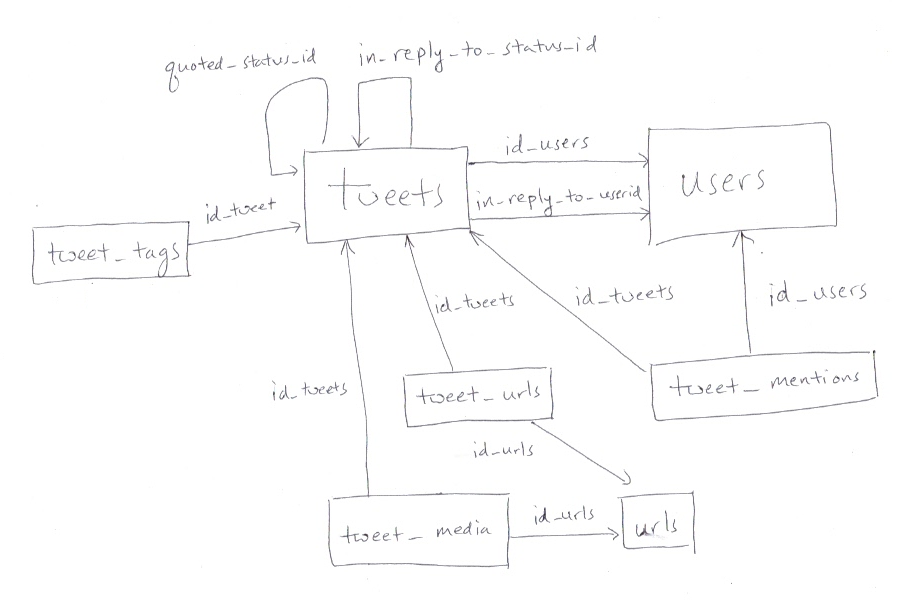 quoted_status_id
in_reply_to_status_id
tweets
id_users
in_reply_to_userid
users
id_tweet
tweet_tags
id_tweets
id_tweets
id_users
id_tweets
tweet_urls
tweet_mentions
id_urls
tweet_media
id_urls
urls